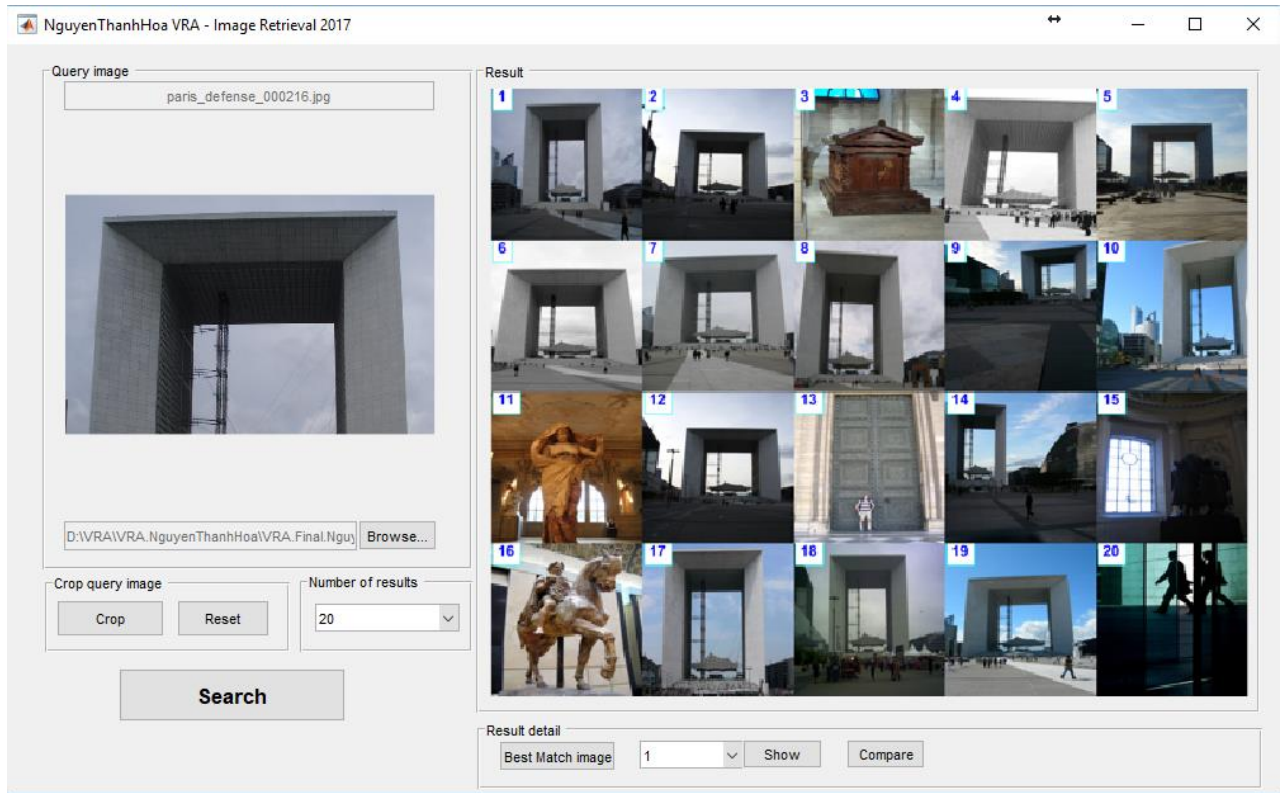 NguyenThanhHoa VRA - Image Retrieval 2017
Query image
paris_defense_000216.jpg
D:\VRA\VRA.NguyenThanhHoa\VRA.Final.Nguy
Browse...
Crop query image
Crop
Reset
Number of results
20
Search
Result
1
2
3
4
5
6
7
8
9
10
11
12
13
14
15
16
17
18
19
20
Result detail
Best Match image
1
Show
Compare